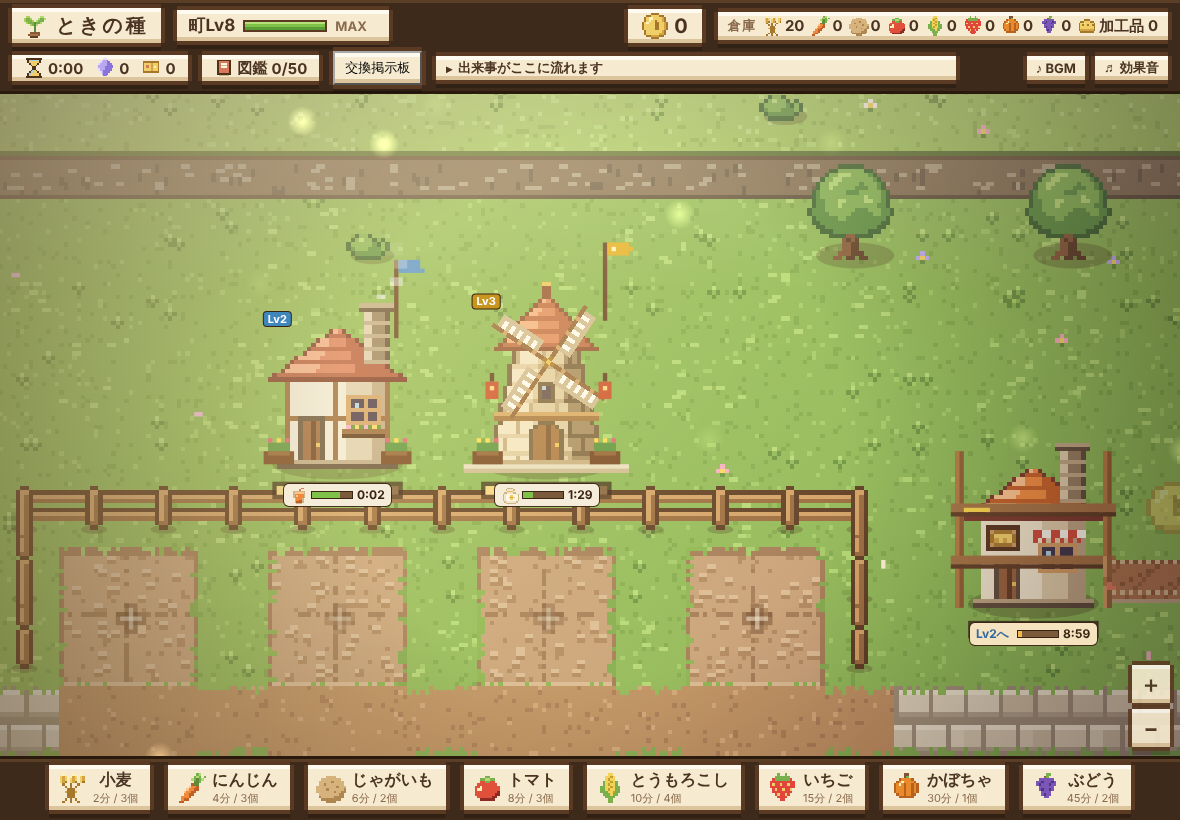 ときの種
町Lv8 MAX
0
倉庫 20 0 0 0 0 0 0 0 加工品 0
0:00 0 0
図鑑 0/50
交換掲示板
▸ 出来事がここに流れます
♪ BGM
♬ 効果音
Lv2
Lv3
0:02
1:29
Lv2へ 8:59
+
−
小麦
2分 / 3個
にんじん
4分 / 3個
じゃがいも
6分 / 2個
トマト
8分 / 3個
とうもろこし
10分 / 4個
いちご
15分 / 2個
かぼちゃ
30分 / 1個
ぶどう
45分 / 2個